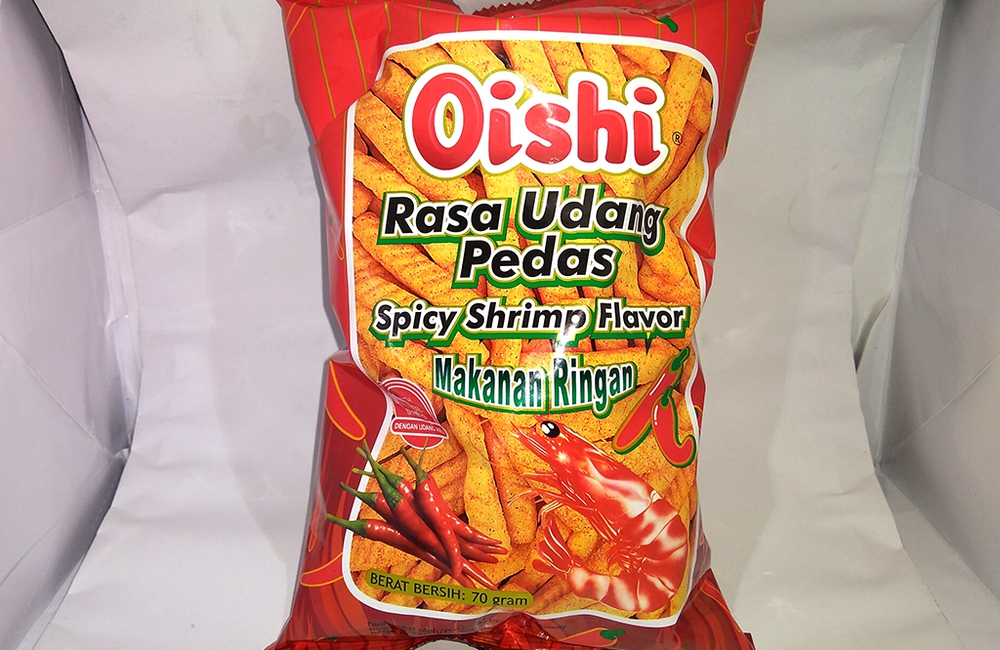 Oishi®
Rasa Udang
Pedas
Spicy Shrimp Flavor
Makanan Ringan
DENGAN UDANG
BERAT BERSIH: 70 gram